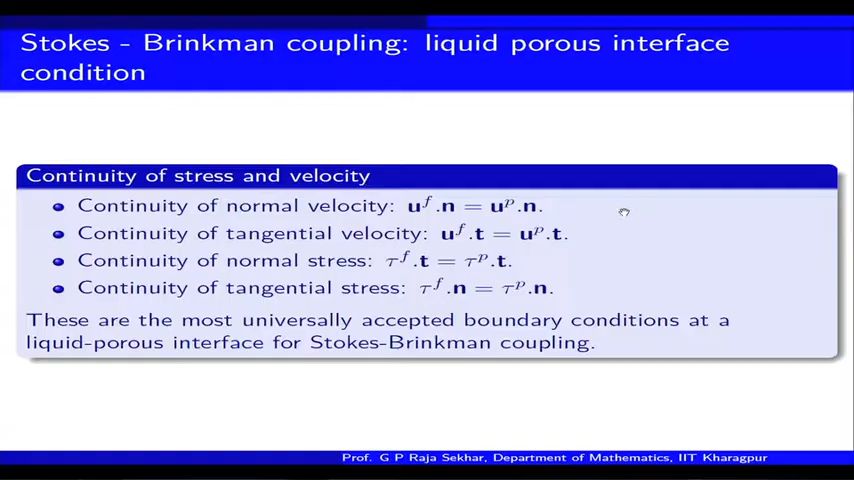 Stokes - Brinkman coupling: liquid porous interface
condition
Continuity of stress and velocity
Continuity of normal velocity: u^f.n = u^p.n.
Continuity of tangential velocity: u^f.t = u^p.t.
Continuity of normal stress: τ^f.t = τ^p.t.
Continuity of tangential stress: τ^f.n = τ^p.n.
These are the most universally accepted boundary conditions at a
liquid-porous interface for Stokes-Brinkman coupling.
Prof. G P Raja Sekhar, Department of Mathematics, IIT Kharagpur